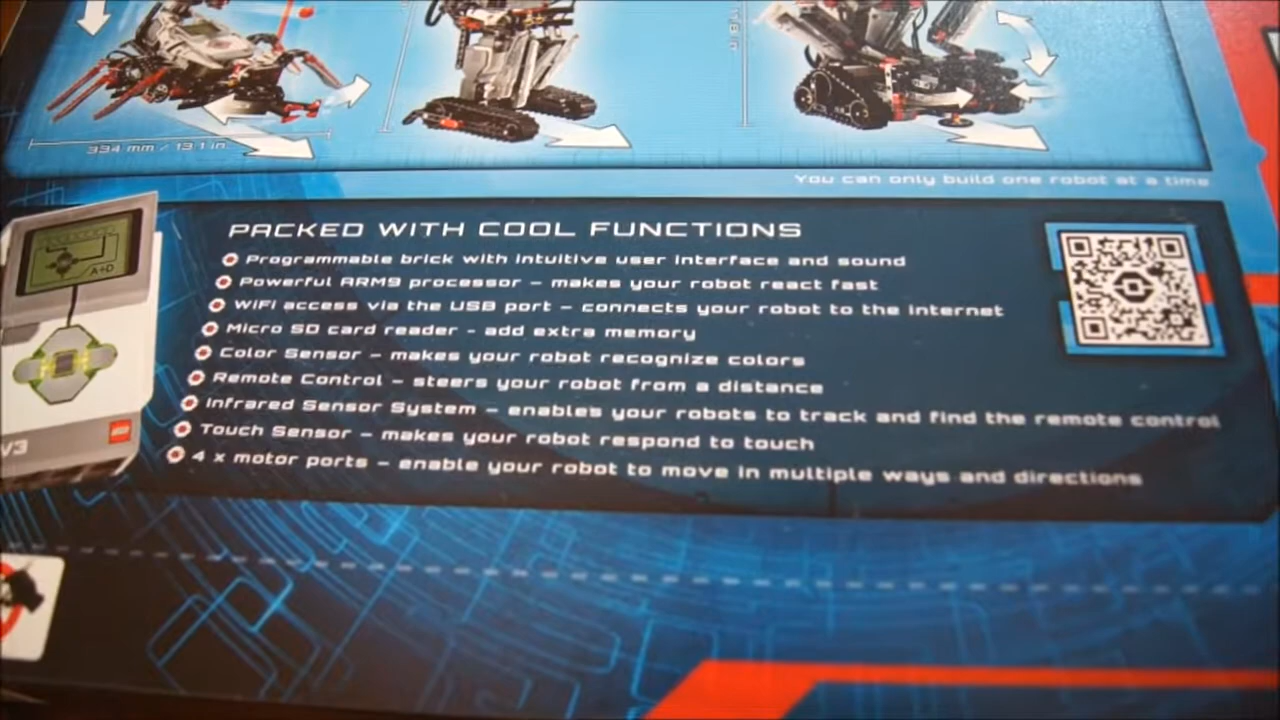 334 mm / 13.1 in.
You can only build one robot at a time
PACKED WITH COOL FUNCTIONS
Programmable brick with intuitive user interface and sound
Powerful ARM9 processor – makes your robot react fast
WiFi access via the USB port – connects your robot to the internet
Micro SD card reader - add extra memory
Color Sensor – makes your robot recognize colors
Remote Control – steers your robot from a distance
Infrared Sensor System – enables your robots to track and find the remote control
Touch Sensor – makes your robot respond to touch
4 x motor ports – enable your robot to move in multiple ways and directions
A+D
LEGO
V3